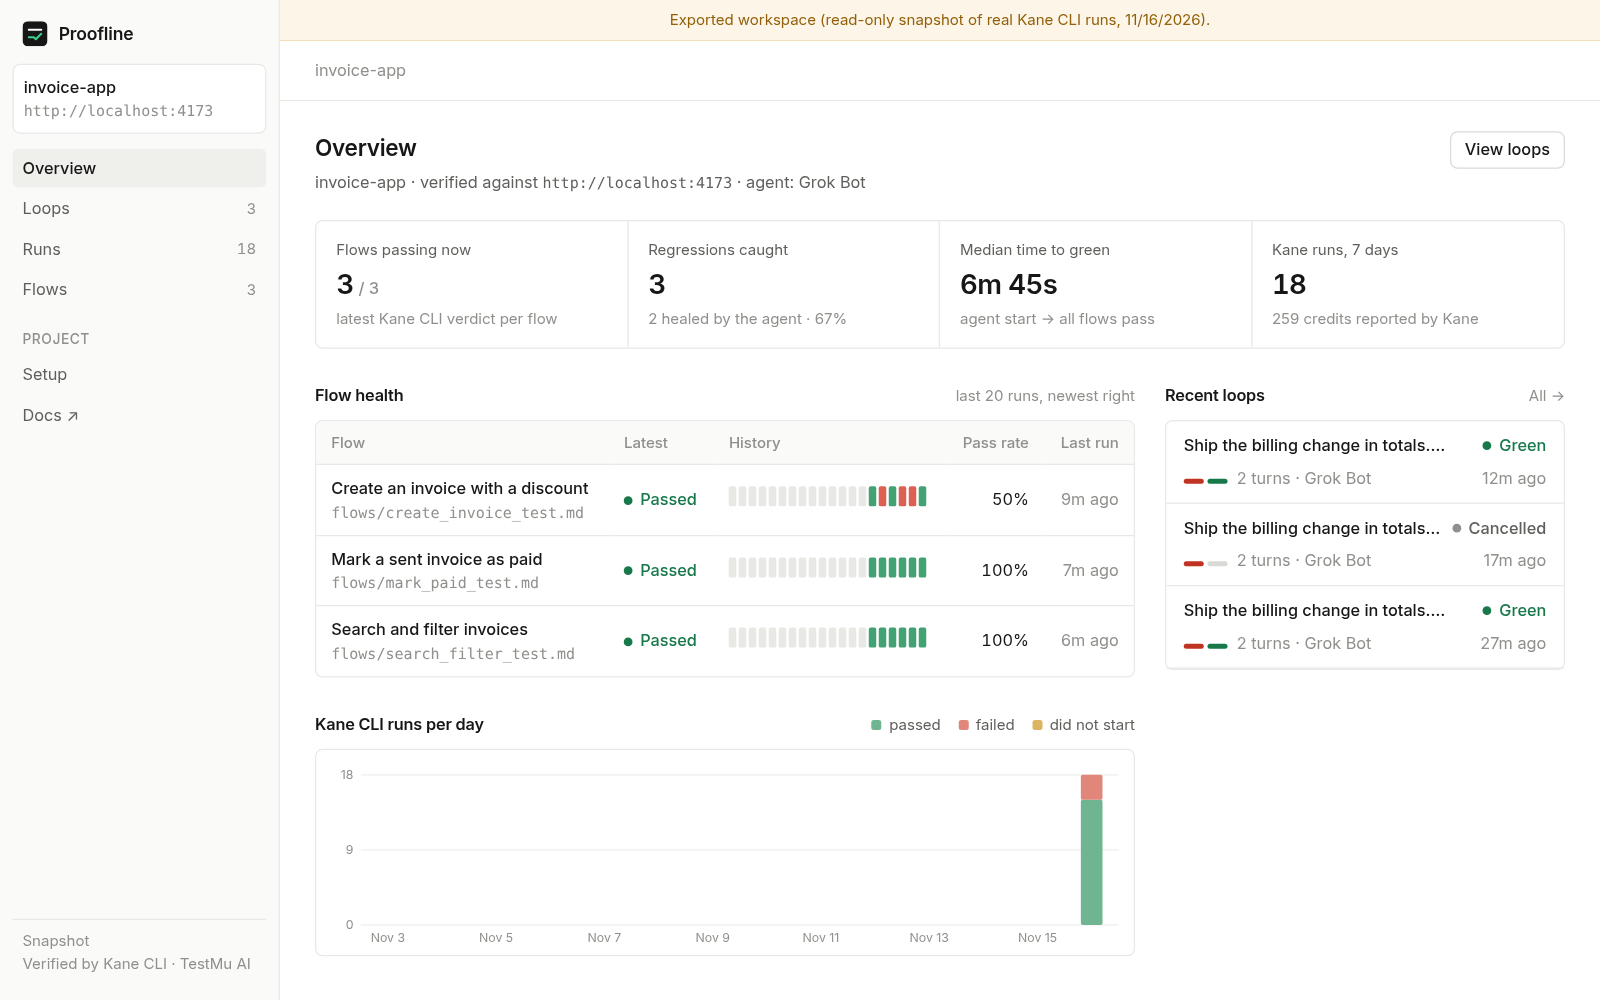 Proofline
invoice-app
http://localhost:4173
Overview
Loops 3
Runs 18
Flows 3
PROJECT
Setup
Docs ↗
Snapshot
Verified by Kane CLI · TestMu AI
Exported workspace (read-only snapshot of real Kane CLI runs, 11/16/2026).
invoice-app
Overview
View loops
invoice-app · verified against http://localhost:4173 · agent: Grok Bot
Flows passing now
3 / 3
latest Kane CLI verdict per flow
Regressions caught
3
2 healed by the agent · 67%
Median time to green
6m 45s
agent start → all flows pass
Kane runs, 7 days
18
259 credits reported by Kane
Flow health
last 20 runs, newest right
Flow Latest History Pass rate Last run
Create an invoice with a discount
flows/create_invoice_test.md
Passed 50% 9m ago
Mark a sent invoice as paid
flows/mark_paid_test.md
Passed 100% 7m ago
Search and filter invoices
flows/search_filter_test.md
Passed 100% 6m ago
Recent loops
All →
Ship the billing change in totals.... Green
2 turns · Grok Bot 12m ago
Ship the billing change in totals... Cancelled
2 turns · Grok Bot 17m ago
Ship the billing change in totals.... Green
2 turns · Grok Bot 27m ago
Kane CLI runs per day
passed failed did not start
18
9
0
Nov 3 Nov 5 Nov 7 Nov 9 Nov 11 Nov 13 Nov 15